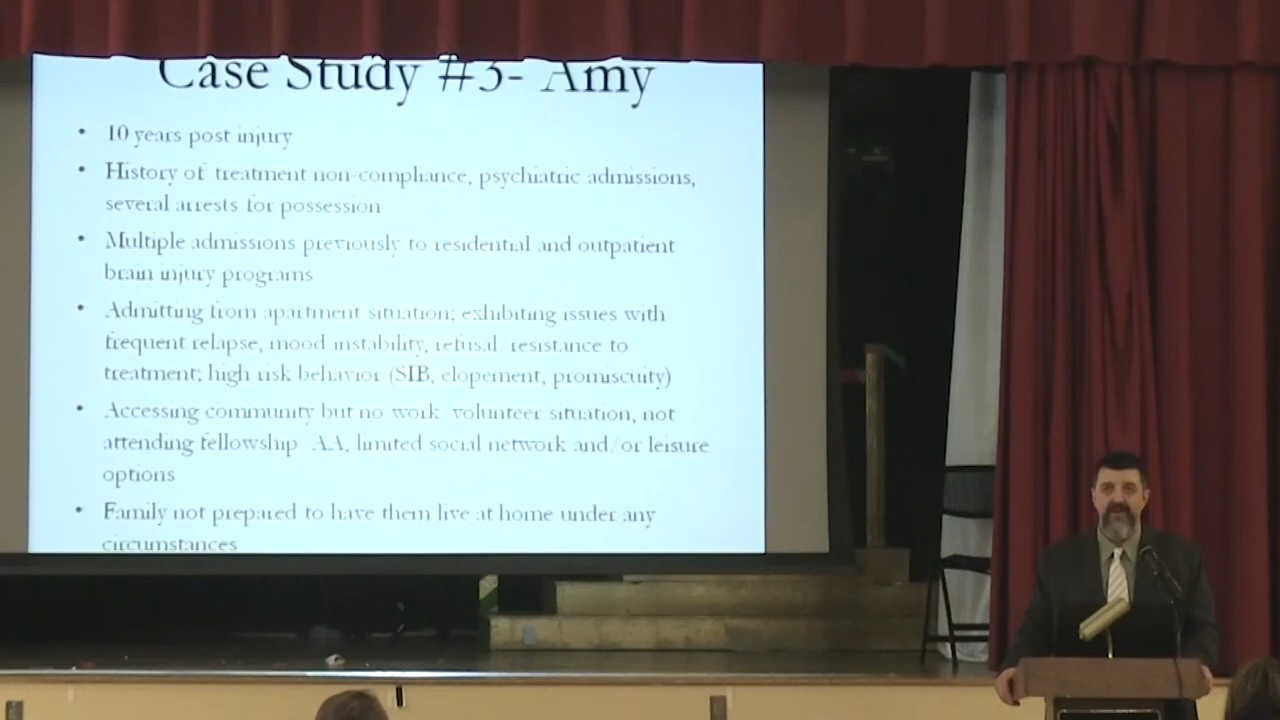 Case Study #3- Amy
• 10 years post injury
• History of treatment non-compliance, psychiatric admissions,
several arrests for possession
• Multiple admissions previously to residential and outpatient
brain injury programs
• Admitting from apartment situation; exhibiting issues with
frequent relapse, mood instability, refusal resistance to
treatment; high risk behavior (SIB, elopement, promiscuity)
• Accessing community but no work volunteer situation, not
attending fellowship AA, limited social network and/or leisure
options
• Family not prepared to have them live at home under any
circumstances